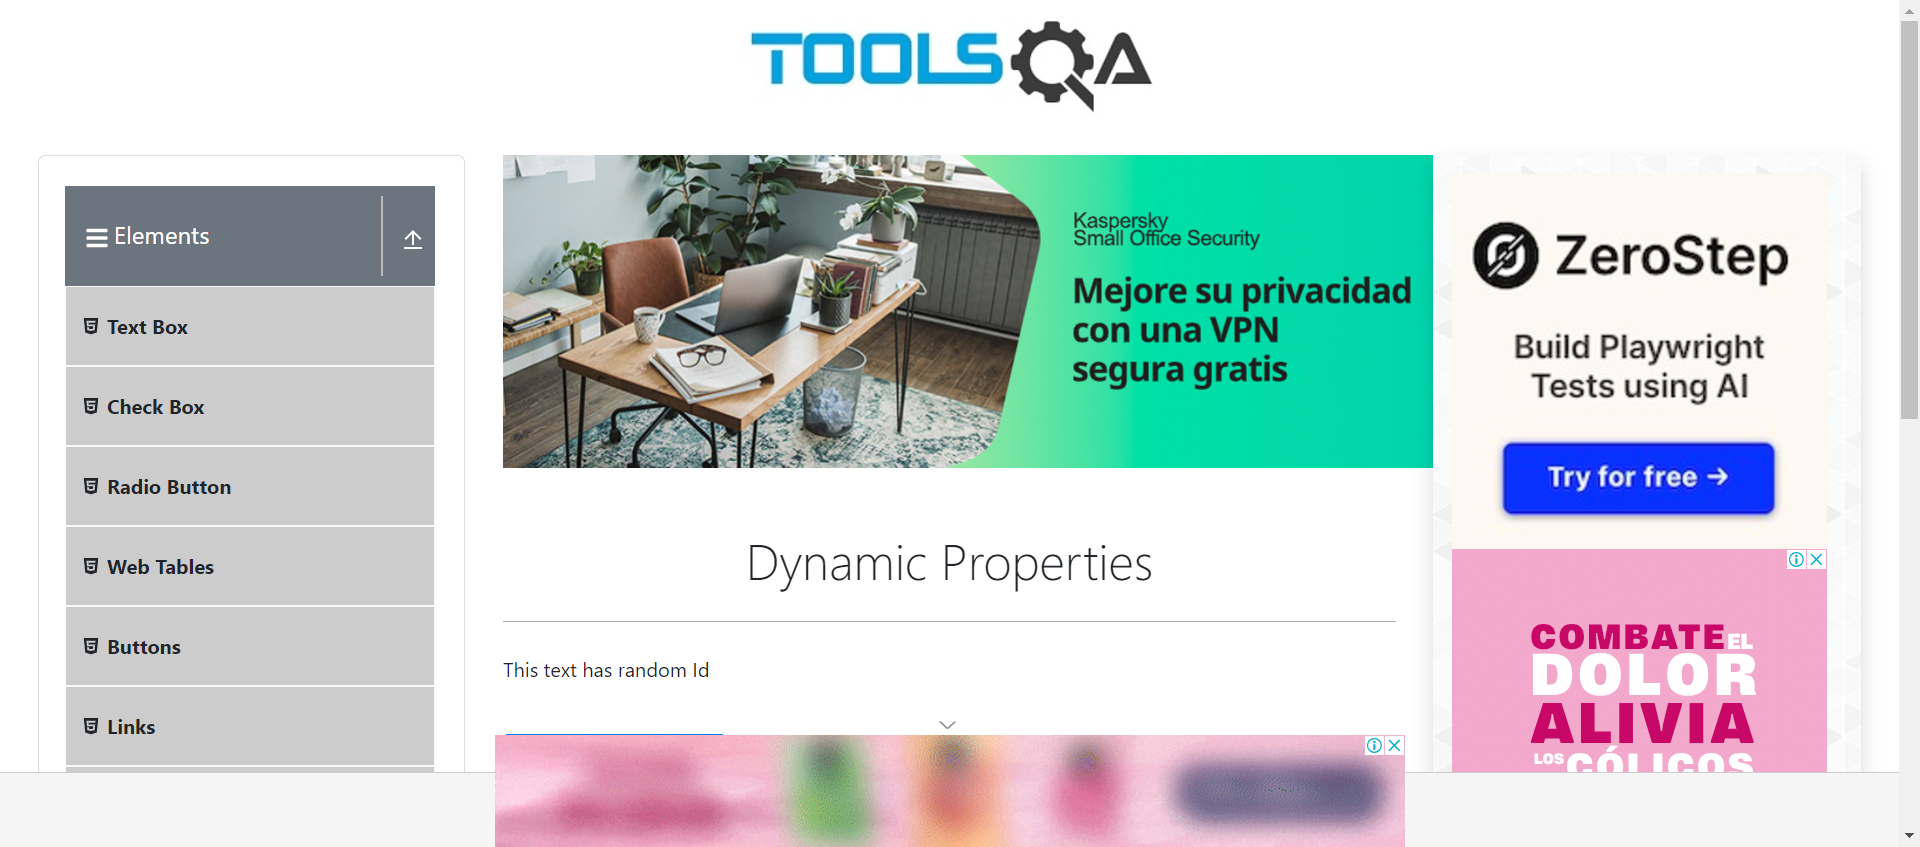 TOOLSQA
Elements
Text Box
Check Box
Radio Button
Web Tables
Buttons
Links
Kaspersky
Small Office Security
Mejore su privacidad
con una VPN
segura gratis
Dynamic Properties
This text has random Id
ZeroStep
Build Playwright
Tests using AI
Try for free →
COMBATE EL
DOLOR
ALIVIA
LOS CÓLICOS